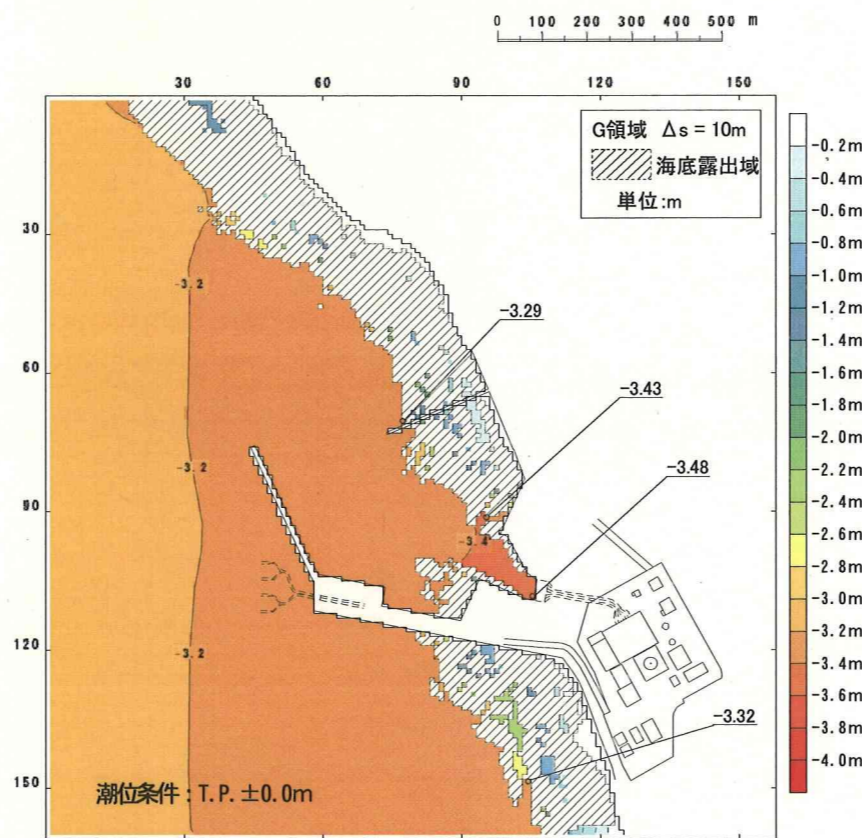 0 100 200 300 400 500 m
30 60 90 120 150
G領域 Δs = 10m
海底露出域
単位:m
-0.2m
-0.4m
-0.6m
-0.8m
-1.0m
-1.2m
-1.4m
-1.6m
-1.8m
-2.0m
-2.2m
-2.4m
-2.6m
-2.8m
-3.0m
-3.2m
-3.4m
-3.6m
-3.8m
-4.0m
30
-3.2
-3.29
60
-3.43
-3.2
-3.48
90
-3.4
120
-3.2
-3.32
150
潮位条件：T.P.±0.0m